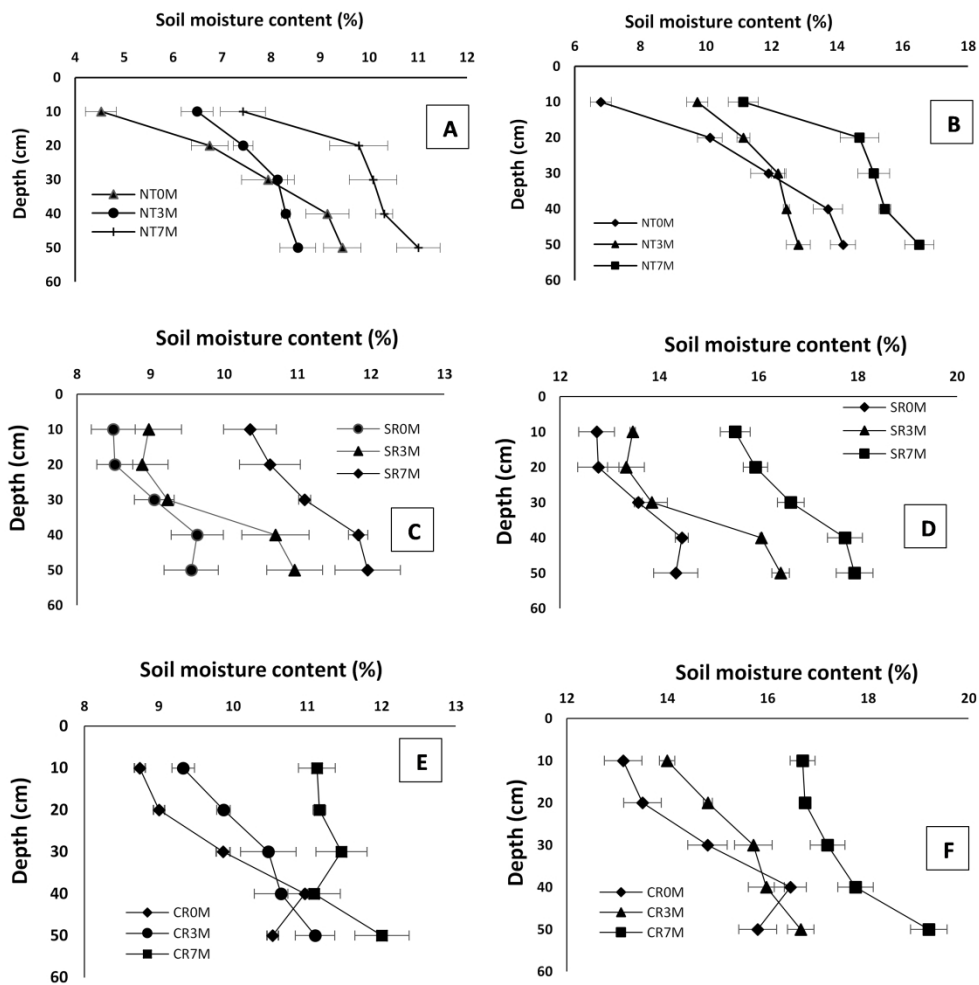 Soil moisture content (%)
4 5 6 7 8 9 10 11 12
0
10
20
30
40
50
60
Depth (cm)
A
NT0M
NT3M
NT7M
Soil moisture content (%)
6 8 10 12 14 16 18
0
10
20
30
40
50
60
Depth (cm)
B
NT0M
NT3M
NT7M
Soil moisture content (%)
8 9 10 11 12 13
0
10
20
30
40
50
60
Depth (cm)
SR0M
SR3M
SR7M
C
Soil moisture content (%)
12 14 16 18 20
0
10
20
30
40
50
60
Depth (cm)
SR0M
SR3M
SR7M
D
Soil moisture content (%)
8 9 10 11 12 13
0
10
20
30
40
50
60
Depth (cm)
E
CR0M
CR3M
CR7M
Soil moisture content (%)
12 14 16 18 20
0
10
20
30
40
50
60
Depth (cm)
F
CR0M
CR3M
CR7M